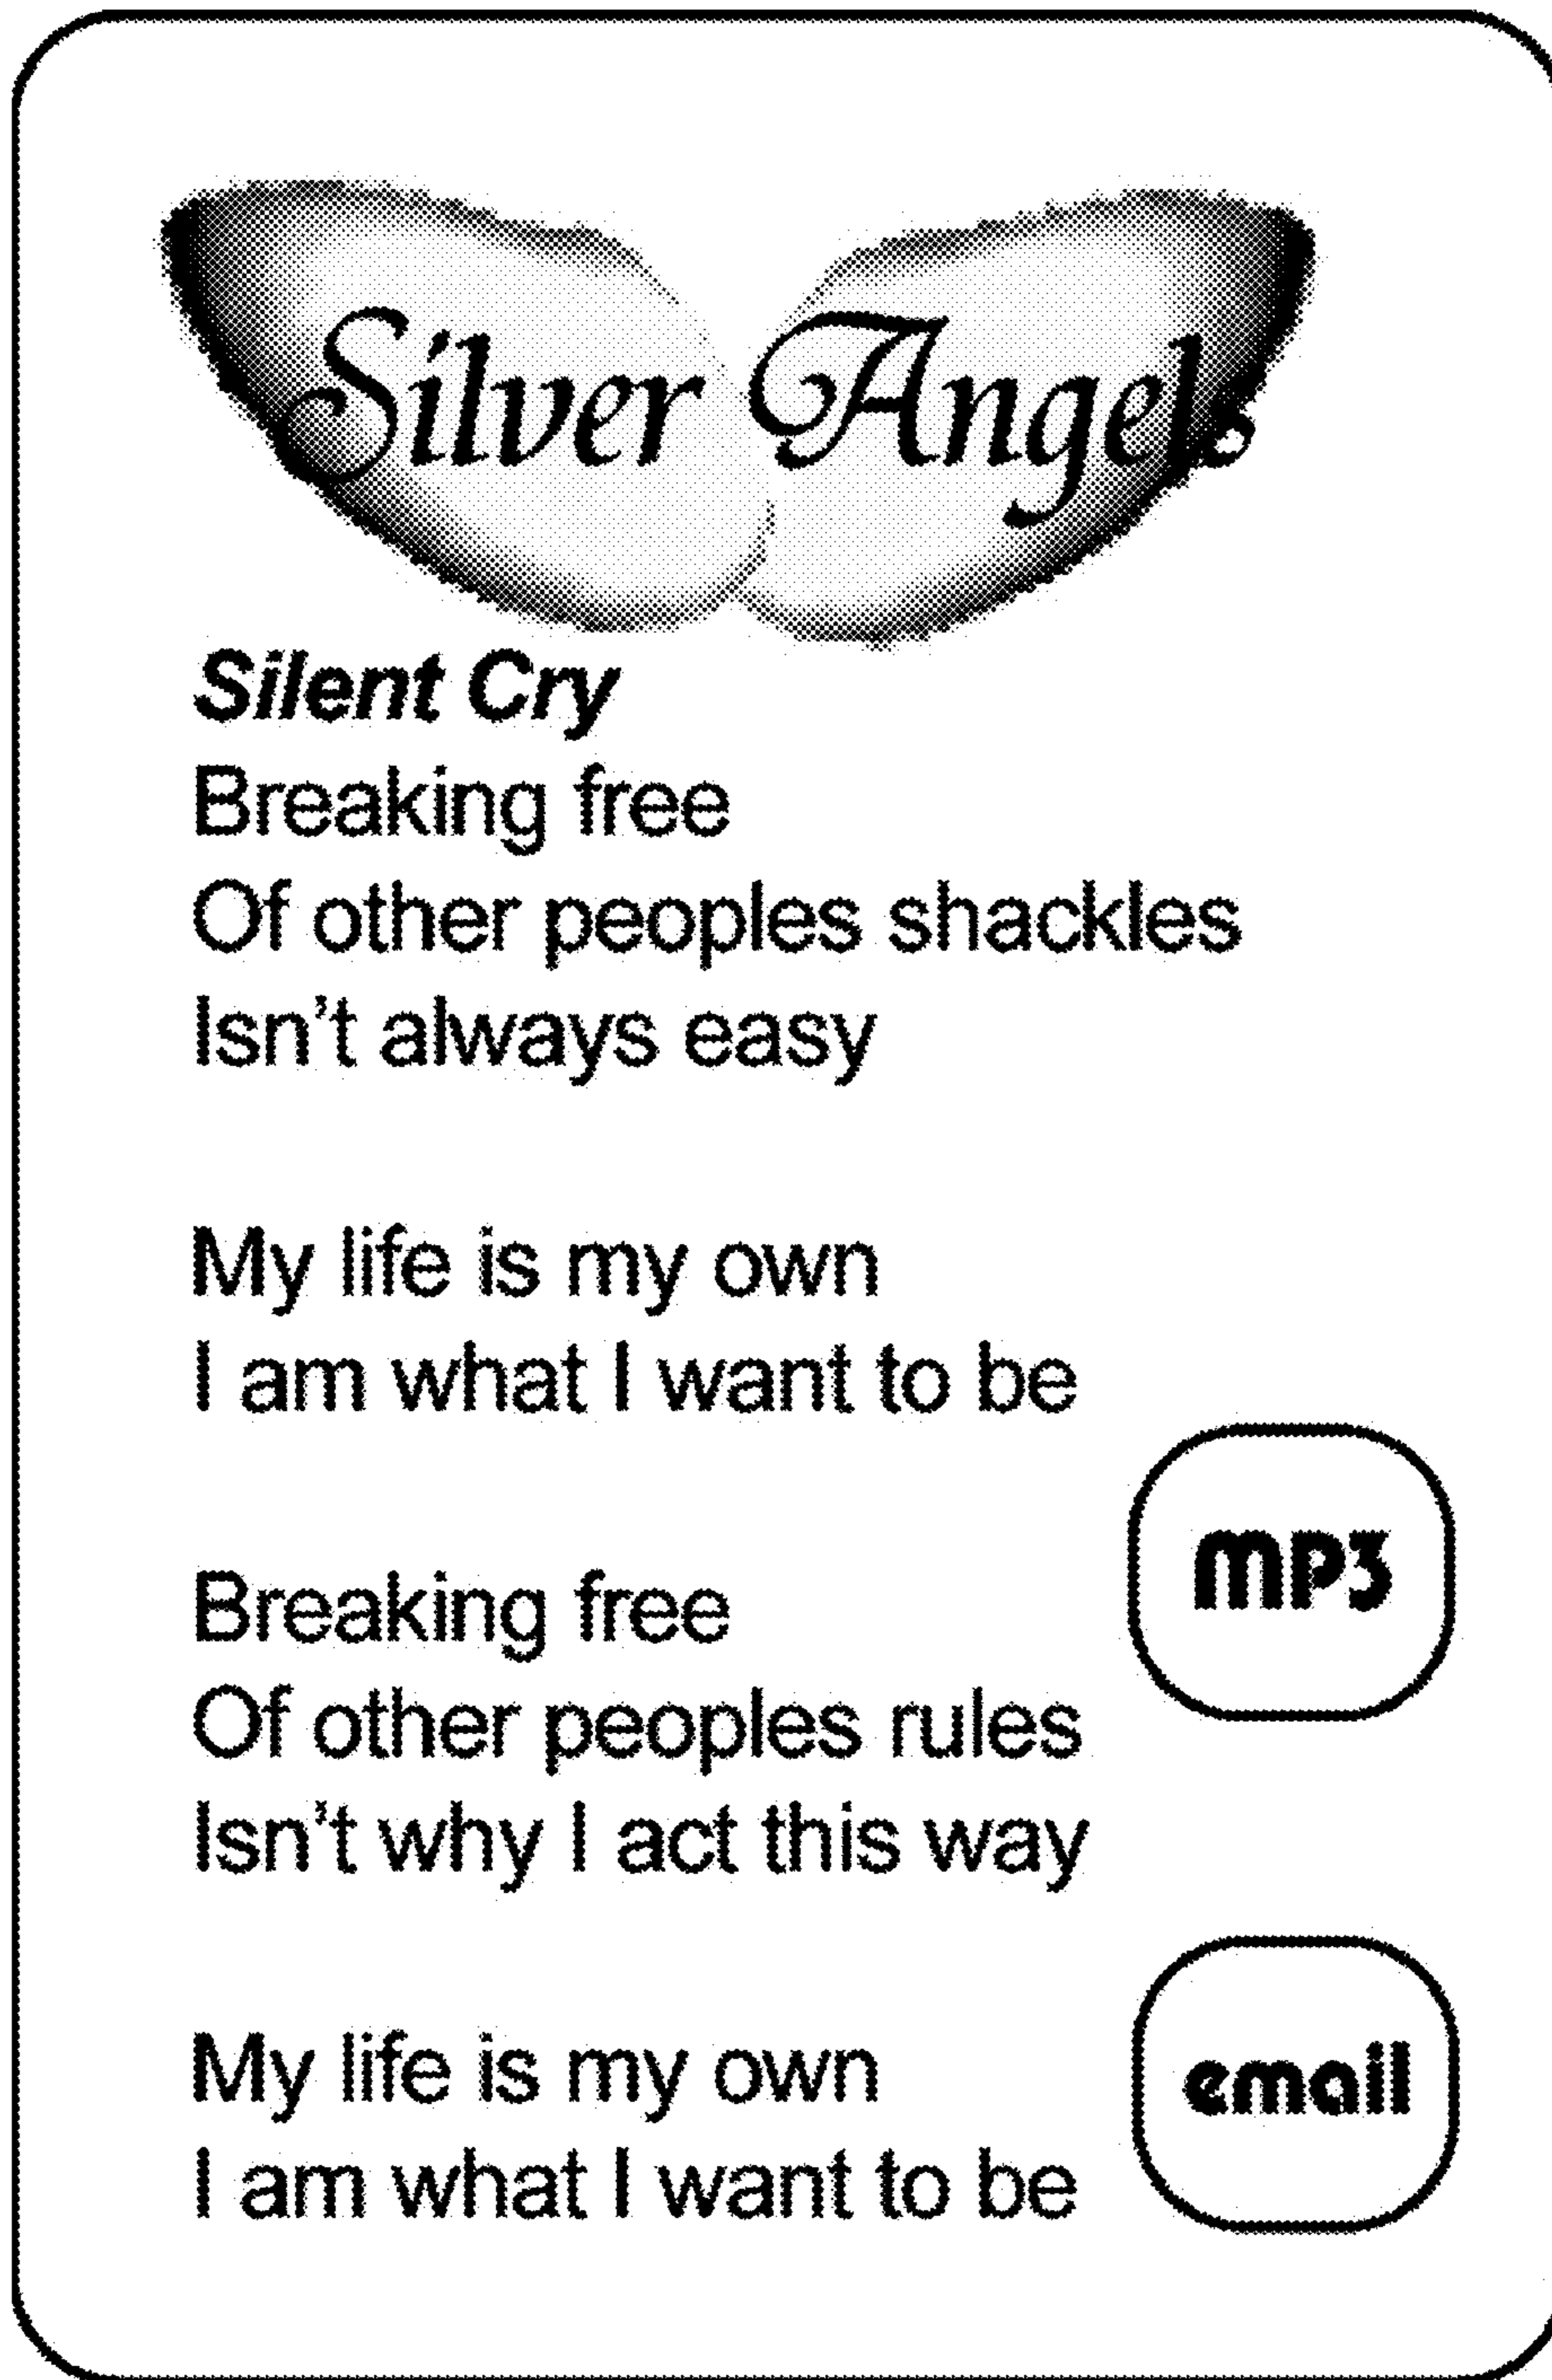 Silver Angels
Silent Cry
Breaking free
Of other peoples shackles
Isn't always easy
My life is my own
I am what I want to be
MP3
Breaking free
Of other peoples rules
Isn't why I act this way
email
My life is my own
I am what I want to be